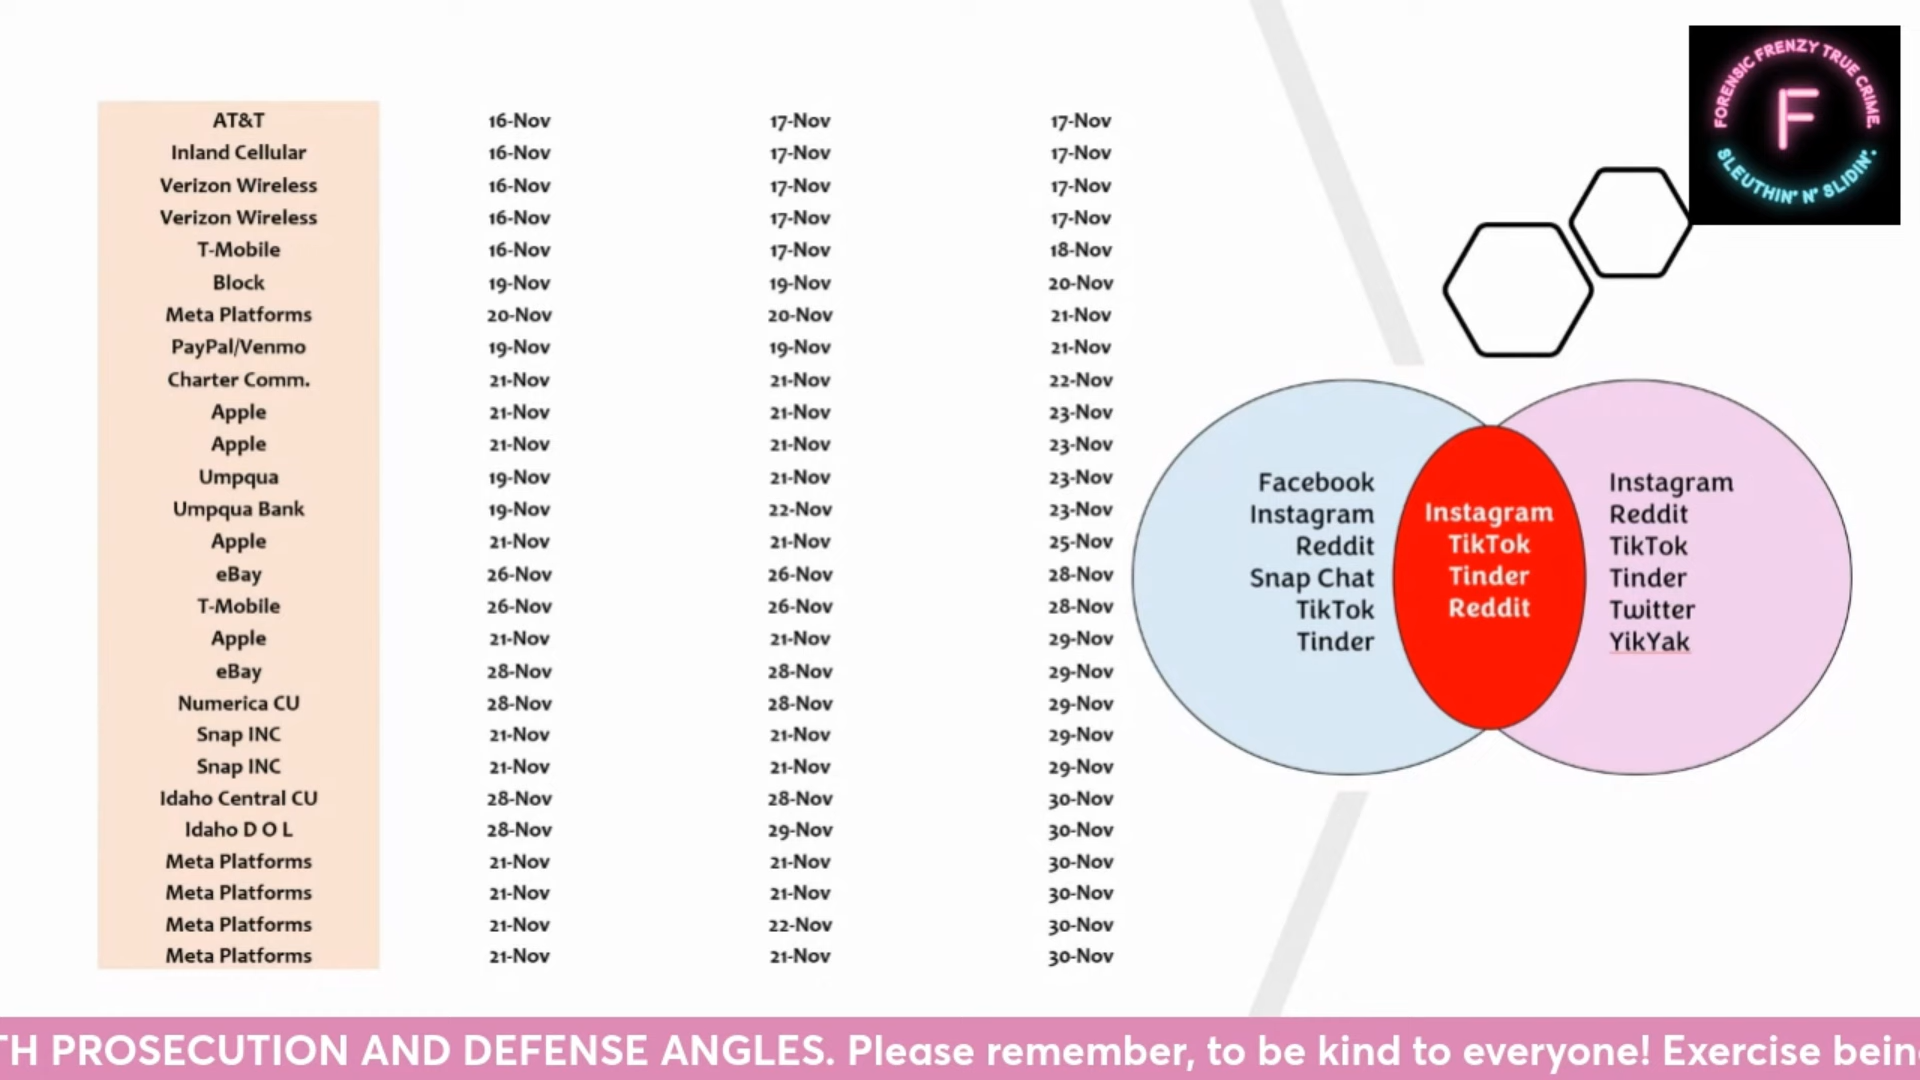 AT&T 16-Nov 17-Nov 17-Nov
Inland Cellular 16-Nov 17-Nov 17-Nov
Verizon Wireless 16-Nov 17-Nov 17-Nov
Verizon Wireless 16-Nov 17-Nov 17-Nov
T-Mobile 16-Nov 17-Nov 18-Nov
Block 19-Nov 19-Nov 20-Nov
Meta Platforms 20-Nov 20-Nov 21-Nov
PayPal/Venmo 19-Nov 19-Nov 21-Nov
Charter Comm. 21-Nov 21-Nov 22-Nov
Apple 21-Nov 21-Nov 23-Nov
Apple 21-Nov 21-Nov 23-Nov
Umpqua 19-Nov 21-Nov 23-Nov
Umpqua Bank 19-Nov 22-Nov 23-Nov
Apple 21-Nov 21-Nov 25-Nov
eBay 26-Nov 26-Nov 28-Nov
T-Mobile 26-Nov 26-Nov 28-Nov
Apple 21-Nov 21-Nov 29-Nov
eBay 28-Nov 28-Nov 29-Nov
Numerica CU 28-Nov 28-Nov 29-Nov
Snap INC 21-Nov 21-Nov 29-Nov
Snap INC 21-Nov 21-Nov 29-Nov
Idaho Central CU 28-Nov 28-Nov 30-Nov
Idaho D O L 28-Nov 29-Nov 30-Nov
Meta Platforms 21-Nov 21-Nov 30-Nov
Meta Platforms 21-Nov 21-Nov 30-Nov
Meta Platforms 21-Nov 22-Nov 30-Nov
Meta Platforms 21-Nov 21-Nov 30-Nov
FORENSIC FRENZY TRUE CRIME.
F
SLEUTHIN' N' SLIDIN'.
Facebook
Instagram
Reddit
Snap Chat
TikTok
Tinder
Instagram
TikTok
Tinder
Reddit
Instagram
Reddit
TikTok
Tinder
Twitter
YikYak
TH PROSECUTION AND DEFENSE ANGLES. Please remember, to be kind to everyone! Exercise bein